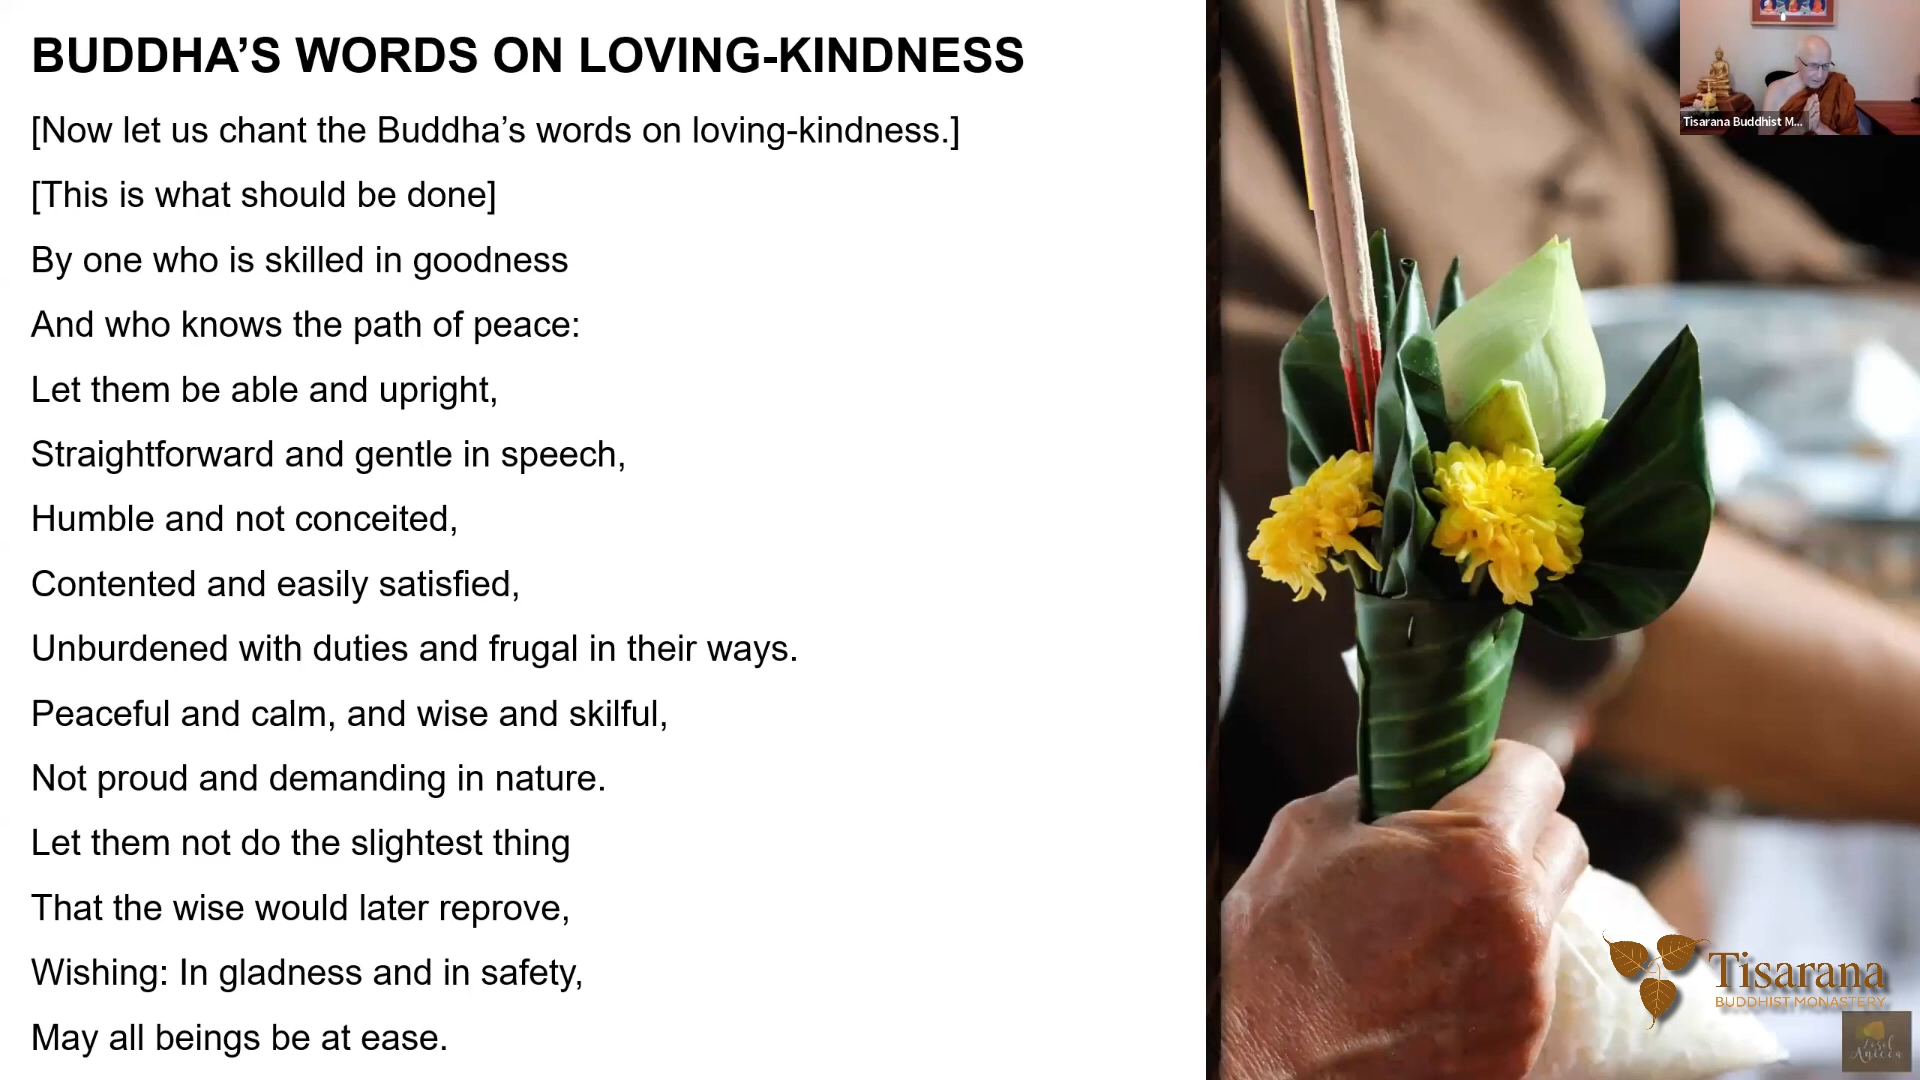 BUDDHA’S WORDS ON LOVING-KINDNESS
[Now let us chant the Buddha’s words on loving-kindness.]
[This is what should be done]
By one who is skilled in goodness
And who knows the path of peace:
Let them be able and upright,
Straightforward and gentle in speech,
Humble and not conceited,
Contented and easily satisfied,
Unburdened with duties and frugal in their ways.
Peaceful and calm, and wise and skilful,
Not proud and demanding in nature.
Let them not do the slightest thing
That the wise would later reprove,
Wishing: In gladness and in safety,
May all beings be at ease.
Tisarana Buddhist M...
Tisarana
BUDDHIST MONASTERY
Anicca